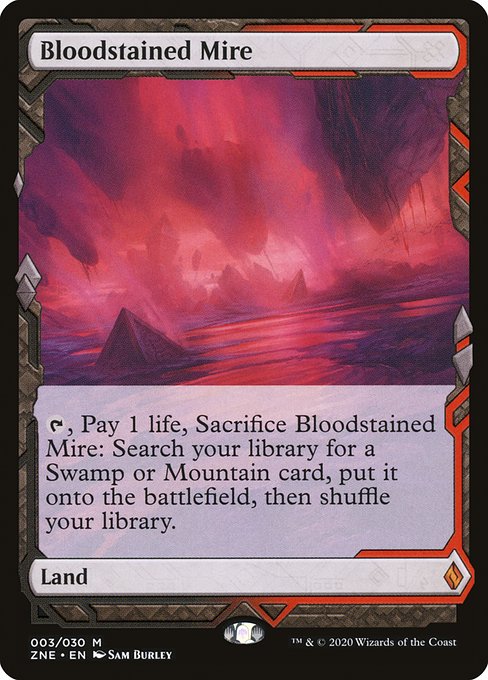 Bloodstained Mire
, Pay 1 life, Sacrifice Bloodstained
Mire: Search your library for a
Swamp or Mountain card, put it
onto the battlefield, then shuffle
your library.
Land
003/030 M
ZNE • EN SAM BURLEY
™ & © 2020 Wizards of the Coast